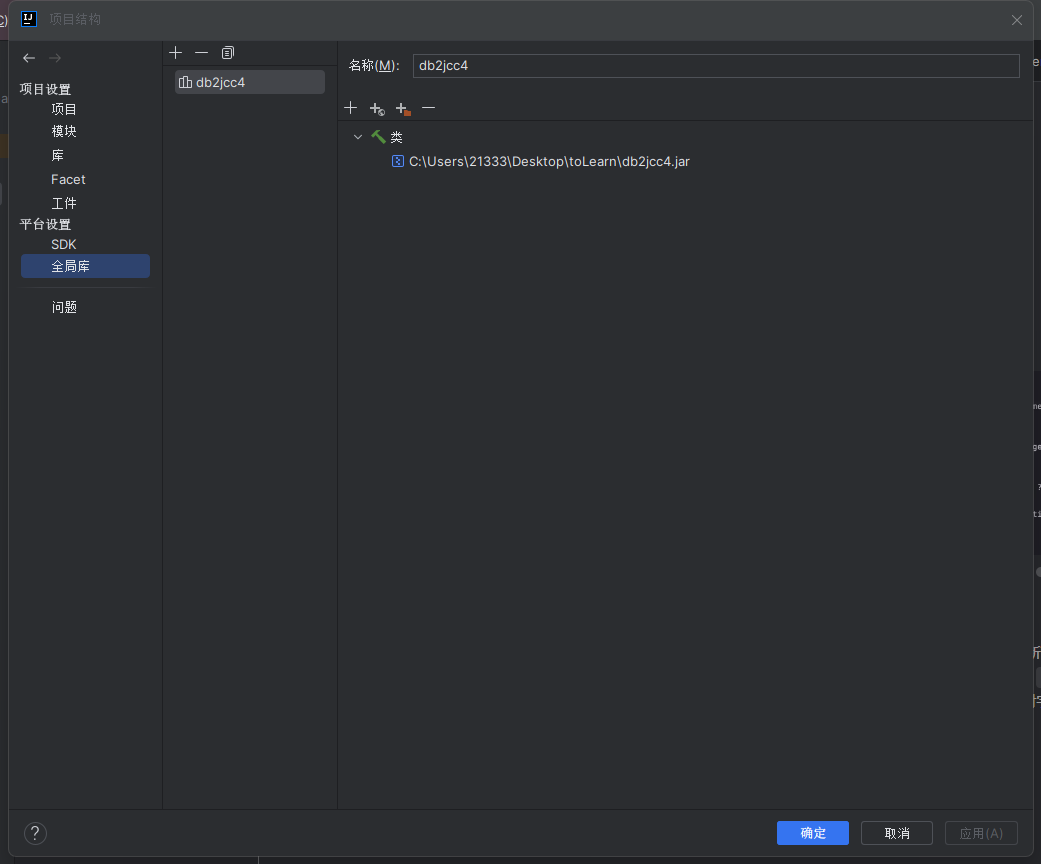 项目结构
项目设置
项目
模块
库
Facet
工件
平台设置
SDK
全局库
问题
db2jcc4
名称(M):
db2jcc4
类
C:\Users\21333\Desktop\toLearn\db2jcc4.jar
?
确定
取消
应用(A)